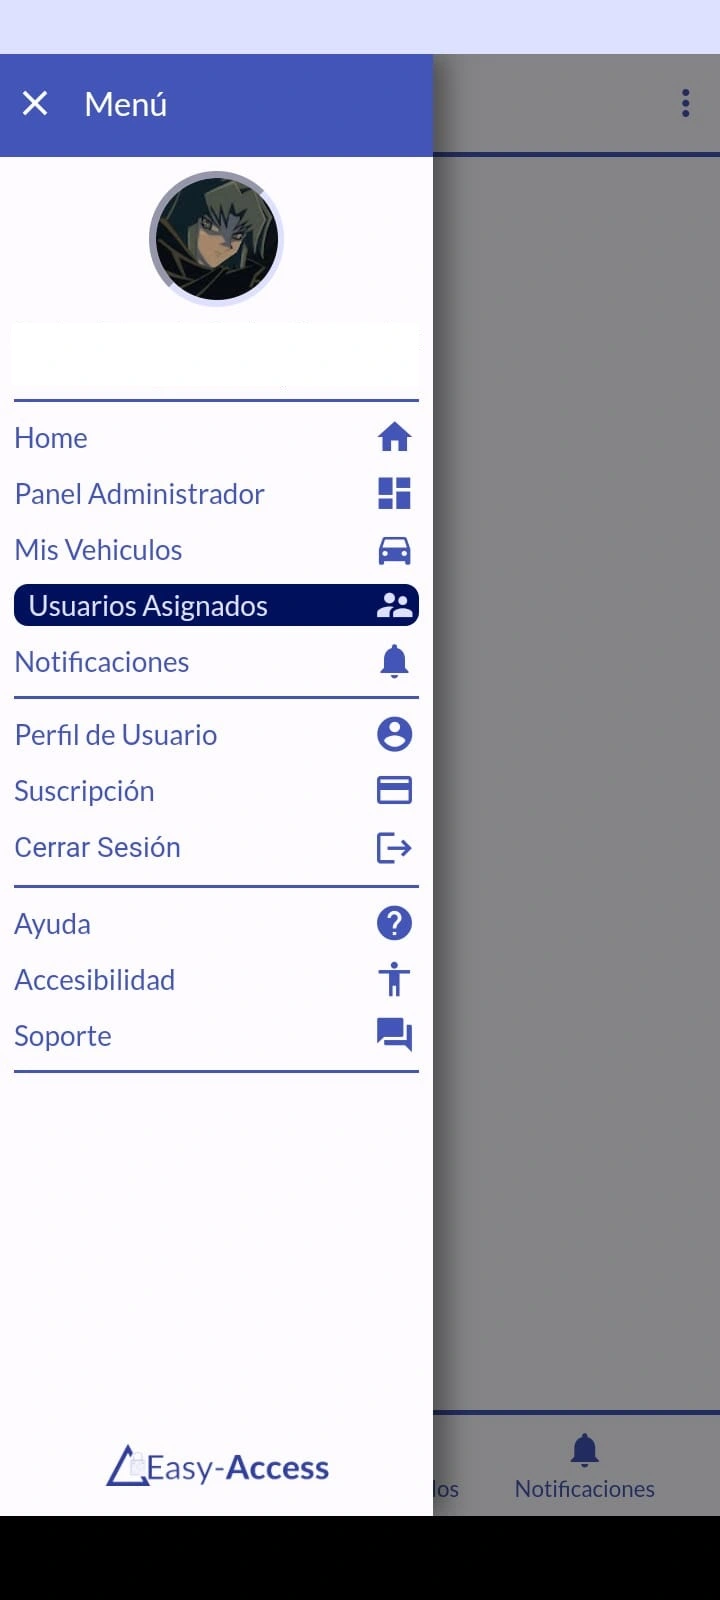 Menú
Home
Panel Administrador
Mis Vehiculos
Usuarios Asignados
Notificaciones
Perfil de Usuario
Suscripción
Cerrar Sesión
Ayuda
Accesibilidad
Soporte
Easy-Access
los
Notificaciones